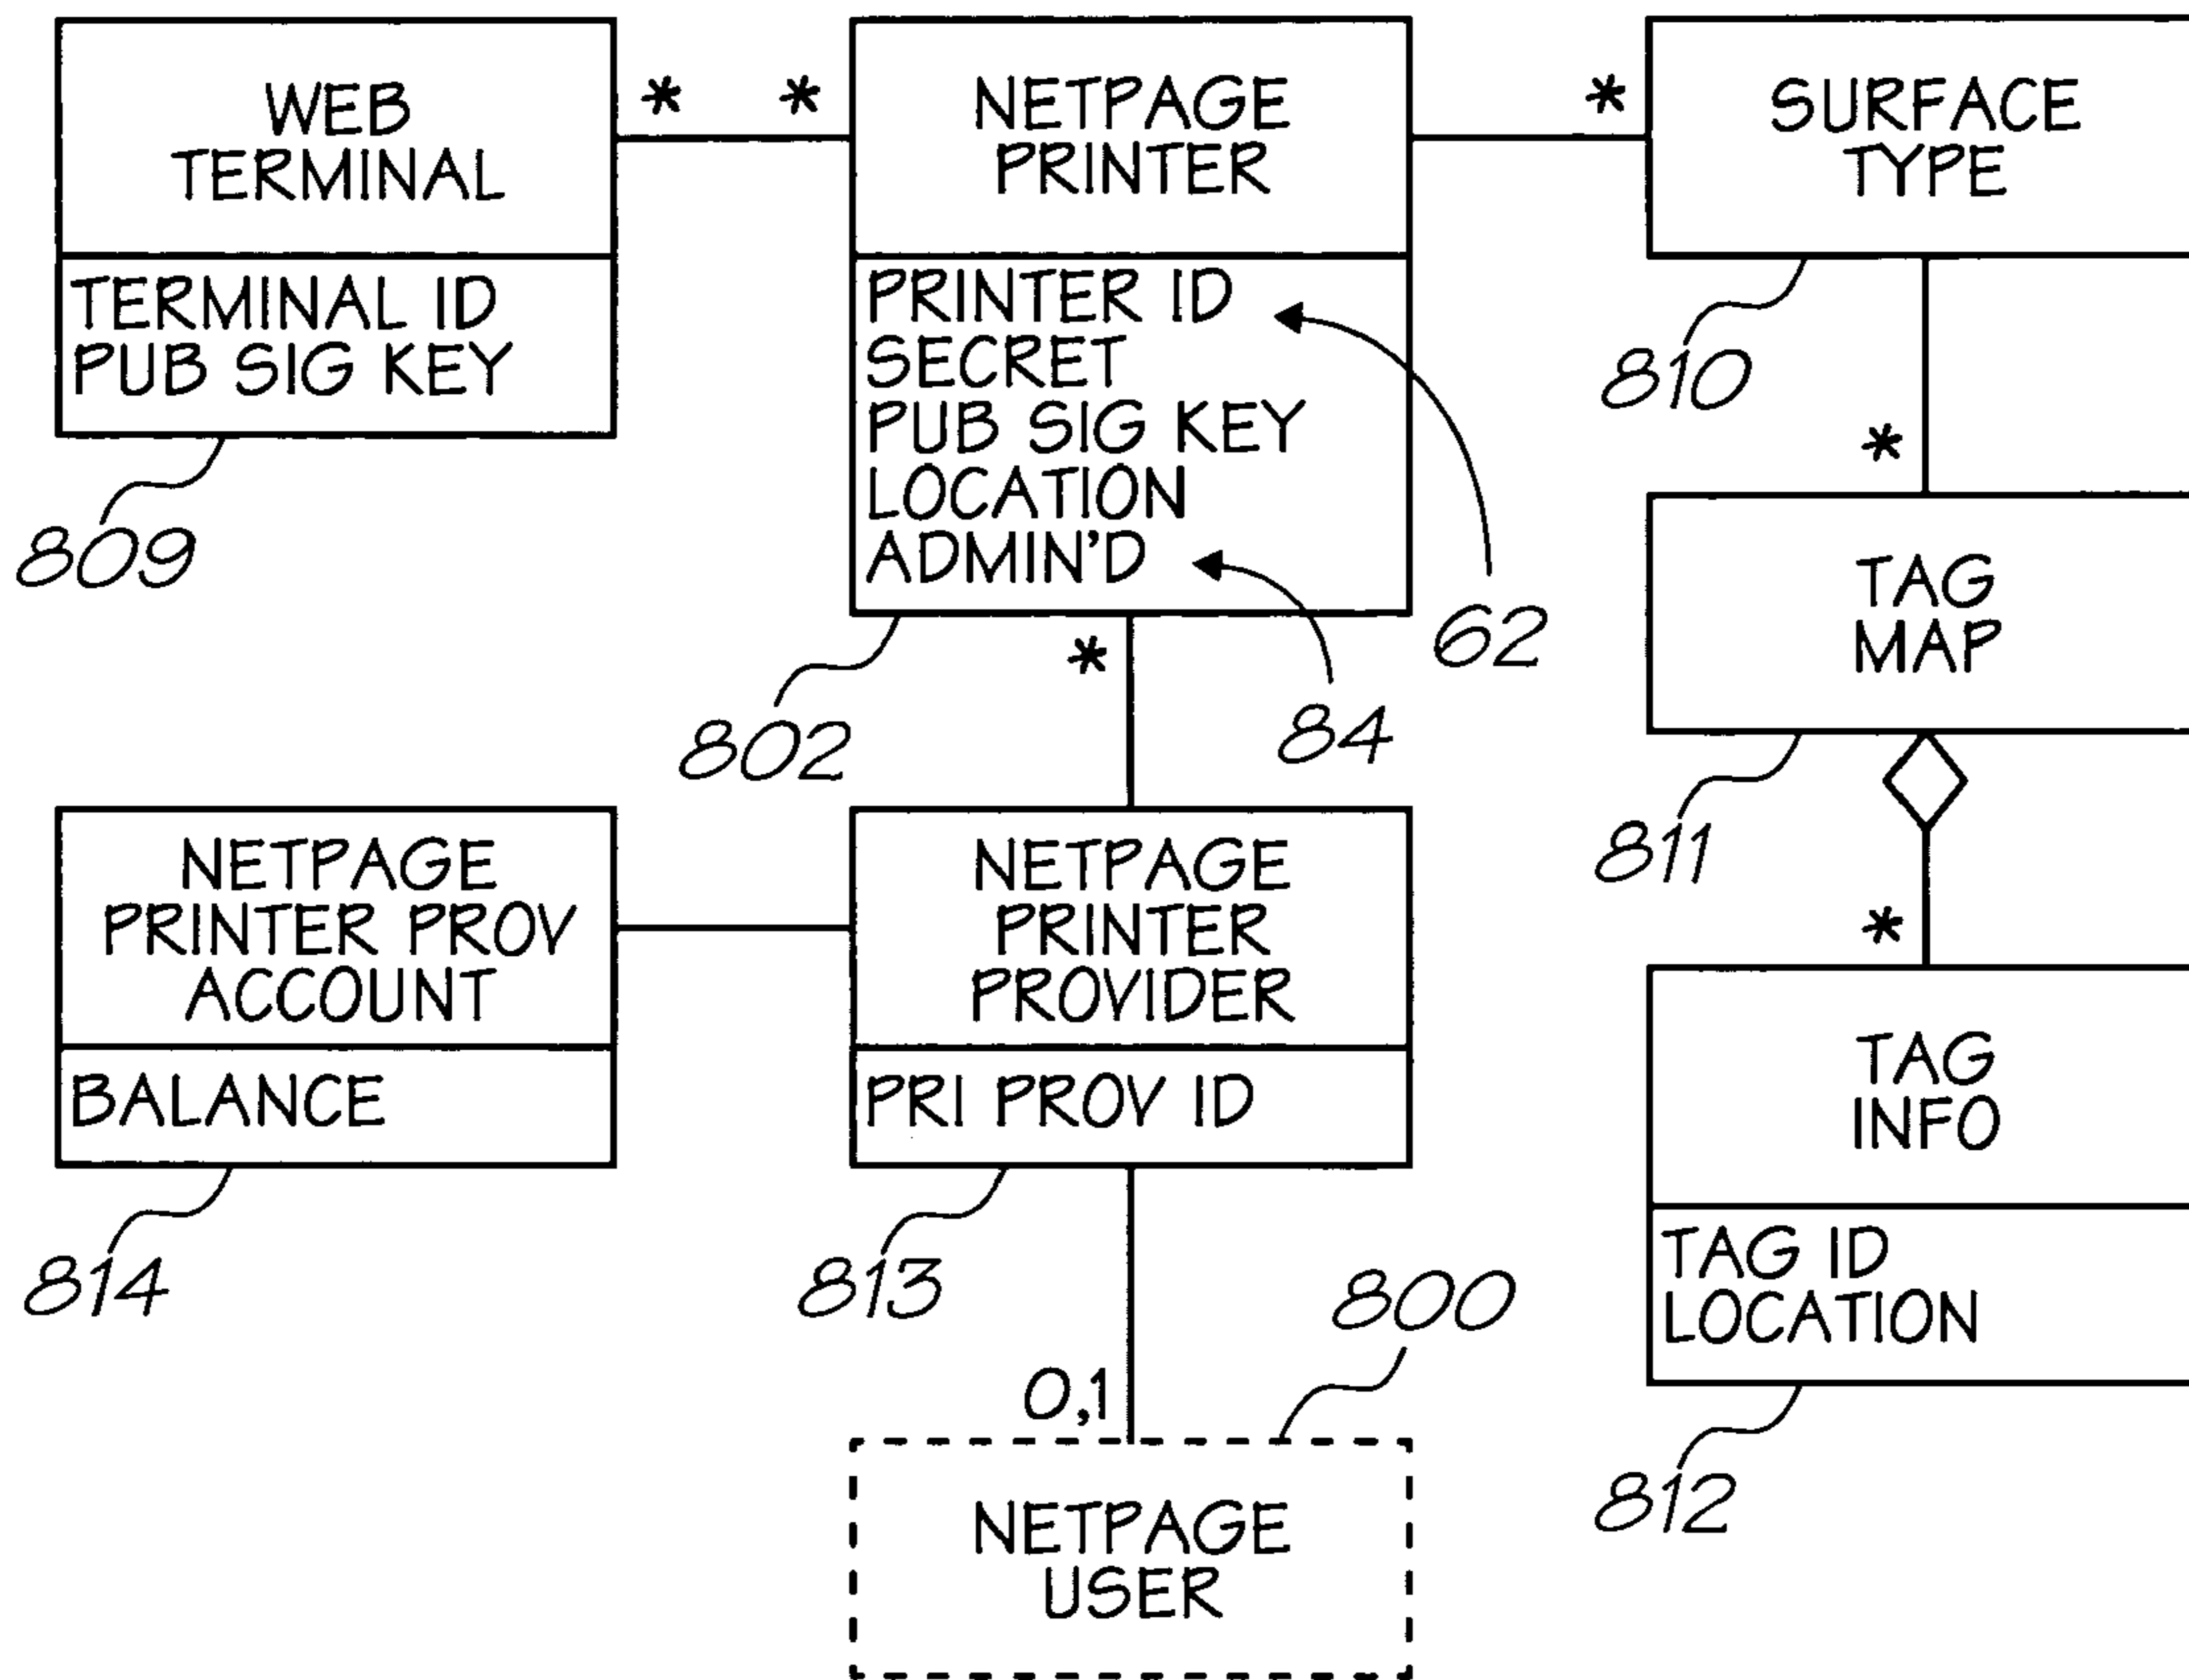 WEB
TERMINAL
TERMINAL ID
PUB SIG KEY
809
*
*
NETPAGE
PRINTER
PRINTER ID
SECRET
PUB SIG KEY
LOCATION
ADMIN'D
62
84
802
*
*
SURFACE
TYPE
810
*
TAG
MAP
811
*
TAG
INFO
TAG ID
LOCATION
812
NETPAGE
PRINTER PROV
ACCOUNT
BALANCE
814
NETPAGE
PRINTER
PROVIDER
PRI PROV ID
813
0,1
800
NETPAGE
USER